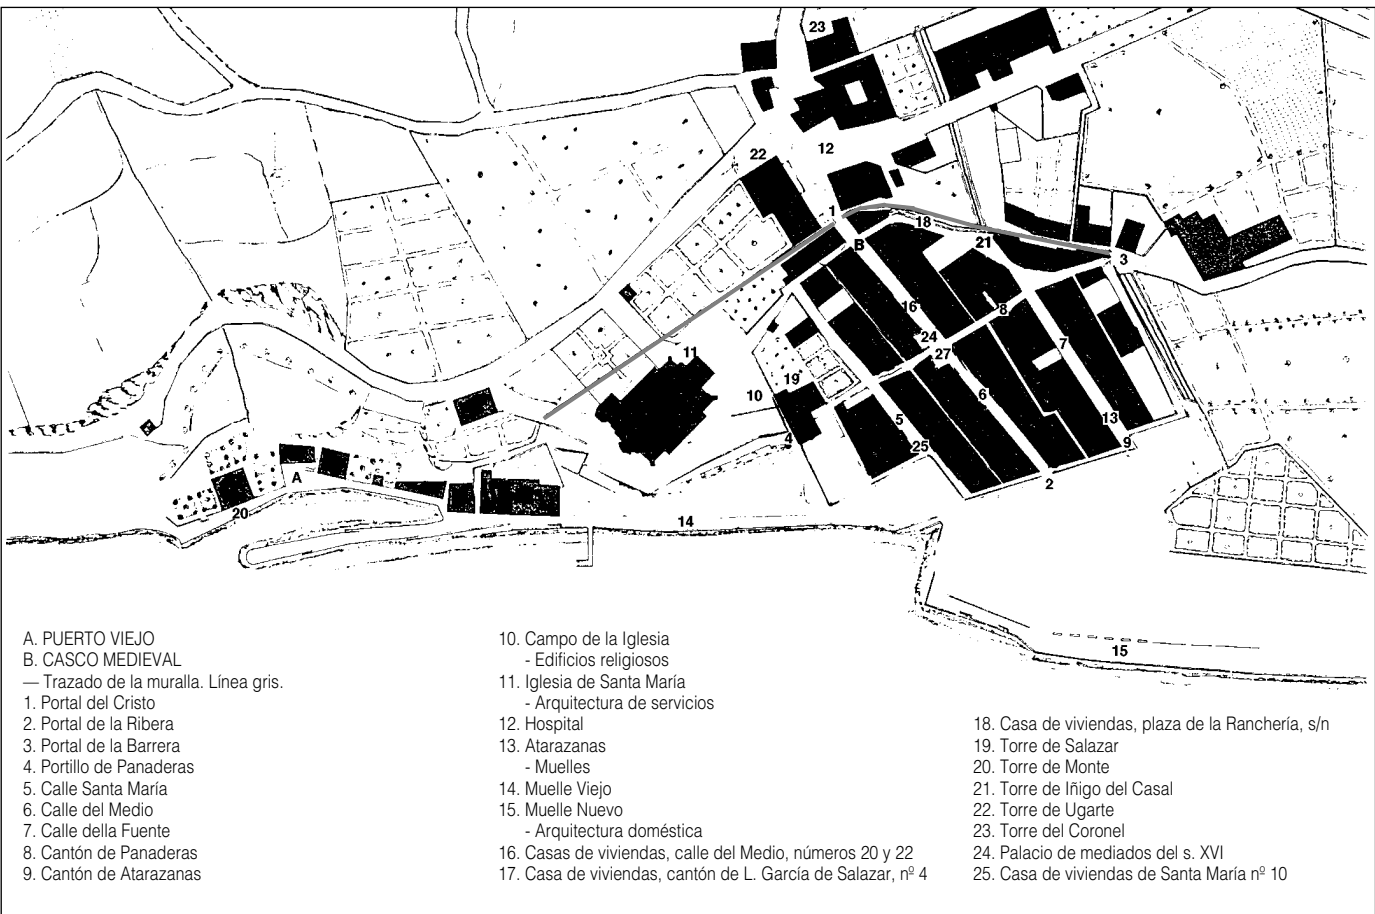 23
12
22
1
18
B
21
3
16
8
24
27
7
11
19
10
6
5
13
4
25
9
A
2
20
14
15
A. PUERTO VIEJO
B. CASCO MEDIEVAL
— Trazado de la muralla. Línea gris.
1. Portal del Cristo
2. Portal de la Ribera
3. Portal de la Barrera
4. Portillo de Panaderas
5. Calle Santa María
6. Calle del Medio
7. Calle della Fuente
8. Cantón de Panaderas
9. Cantón de Atarazanas
10. Campo de la Iglesia
- Edificios religiosos
11. Iglesia de Santa María
- Arquitectura de servicios
12. Hospital
13. Atarazanas
- Muelles
14. Muelle Viejo
15. Muelle Nuevo
- Arquitectura doméstica
16. Casas de viviendas, calle del Medio, números 20 y 22
17. Casa de viviendas, cantón de L. García de Salazar, nº 4
18. Casa de viviendas, plaza de la Ranchería, s/n
19. Torre de Salazar
20. Torre de Monte
21. Torre de Iñigo del Casal
22. Torre de Ugarte
23. Torre del Coronel
24. Palacio de mediados del s. XVI
25. Casa de viviendas de Santa María nº 10